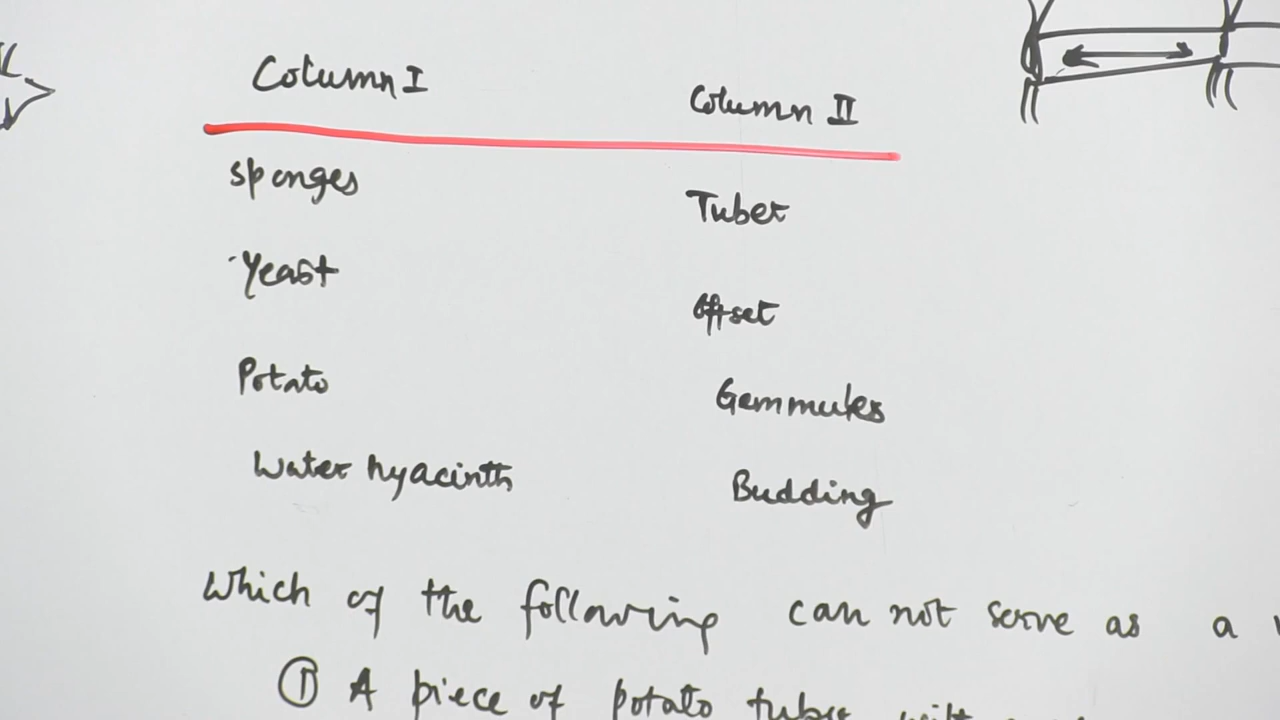 Column I
Column II
Sponges
Tuber
Yeast
Offset
Potato
Gemmules
Water hyacinth
Budding
Which of the following can not serve as a
① A piece of potato tuber